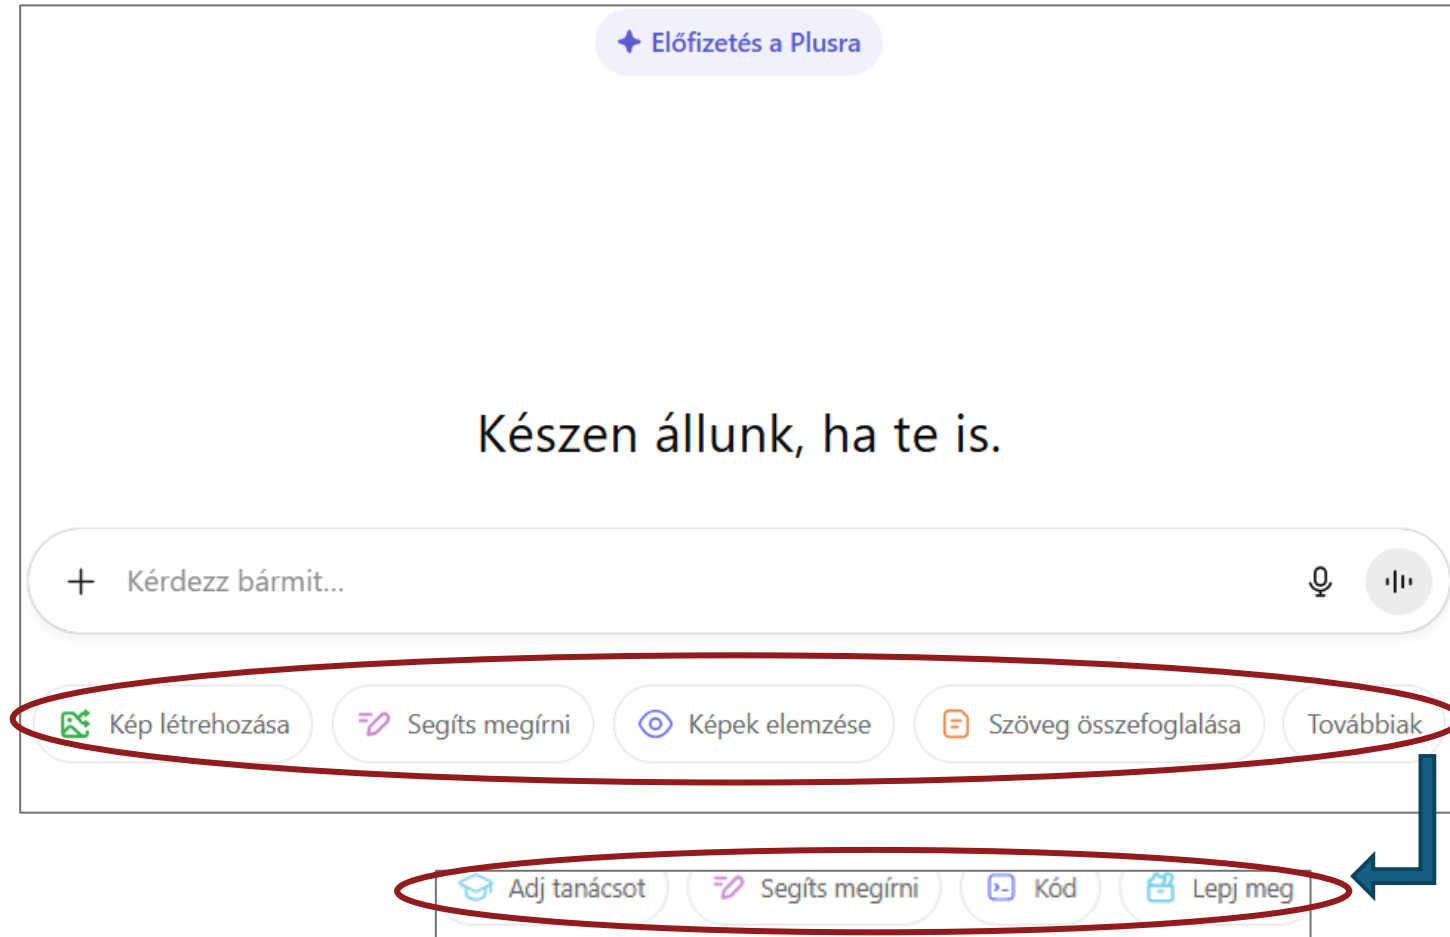 Előfizetés a Plusra
Készen állunk, ha te is.
Kérdezz bármit...
Kép létrehozása Segíts megírni Képek elemzése Szöveg összefoglalása Továbbiak
Adj tanácsot Segíts megírni Kód Lepj meg